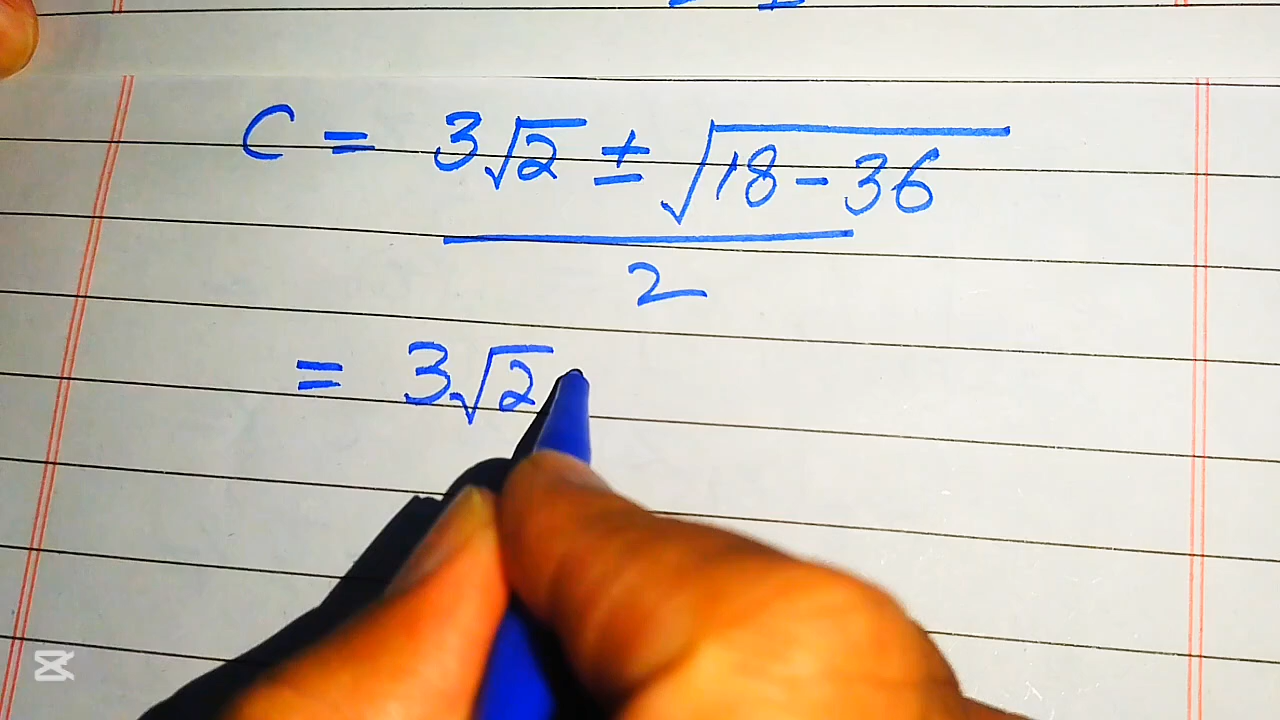 C = 3√2 ± √18-36
2
= 3√2